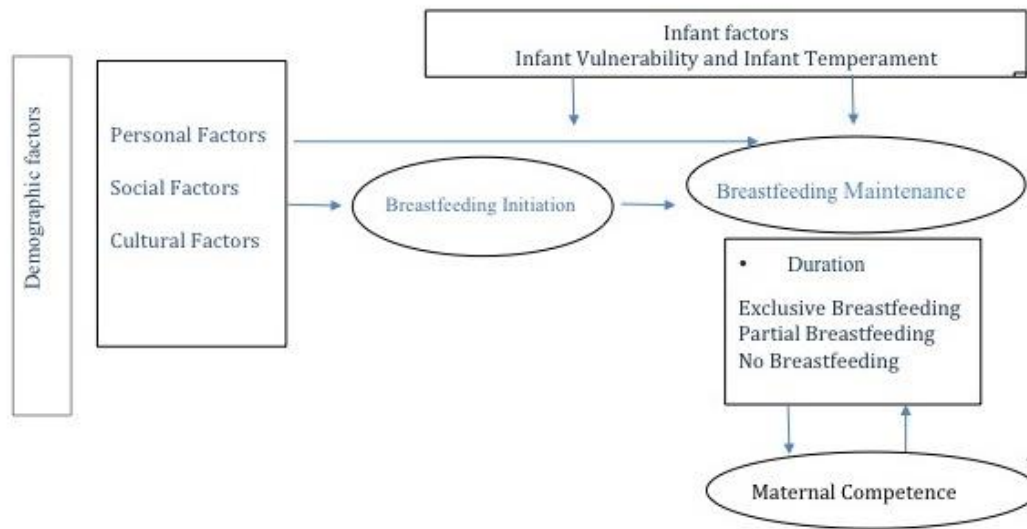 Infant factors
Infant Vulnerability and Infant Temperament
Demographic factors
Personal Factors
Social Factors
Cultural Factors
Breastfeeding Initiation
Breastfeeding Maintenance
• Duration
Exclusive Breastfeeding
Partial Breastfeeding
No Breastfeeding
Maternal Competence